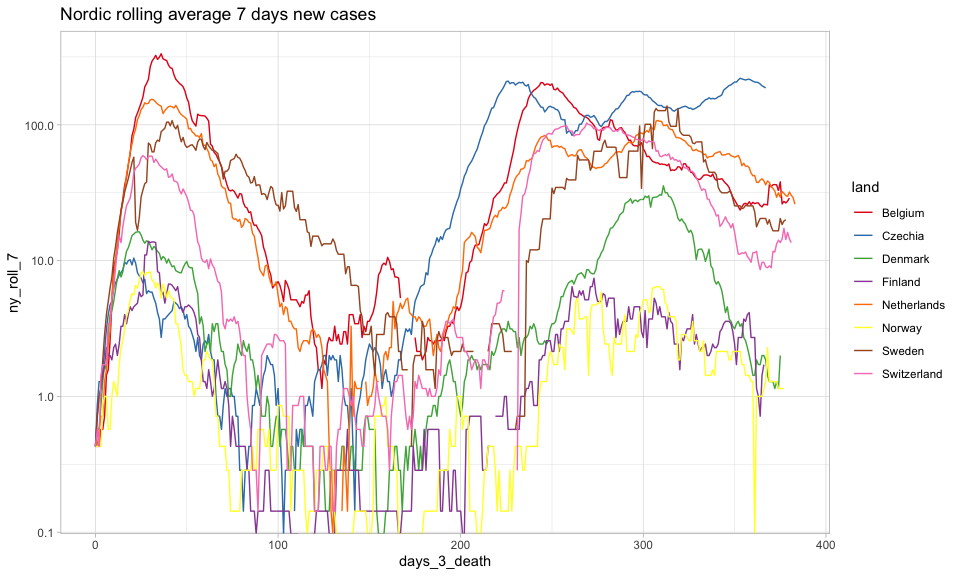 Nordic rolling average 7 days new cases
ny_roll_7
100.0
10.0
1.0
0.1
0
100
200
300
400
days_3_death
land
Belgium
Czechia
Denmark
Finland
Netherlands
Norway
Sweden
Switzerland